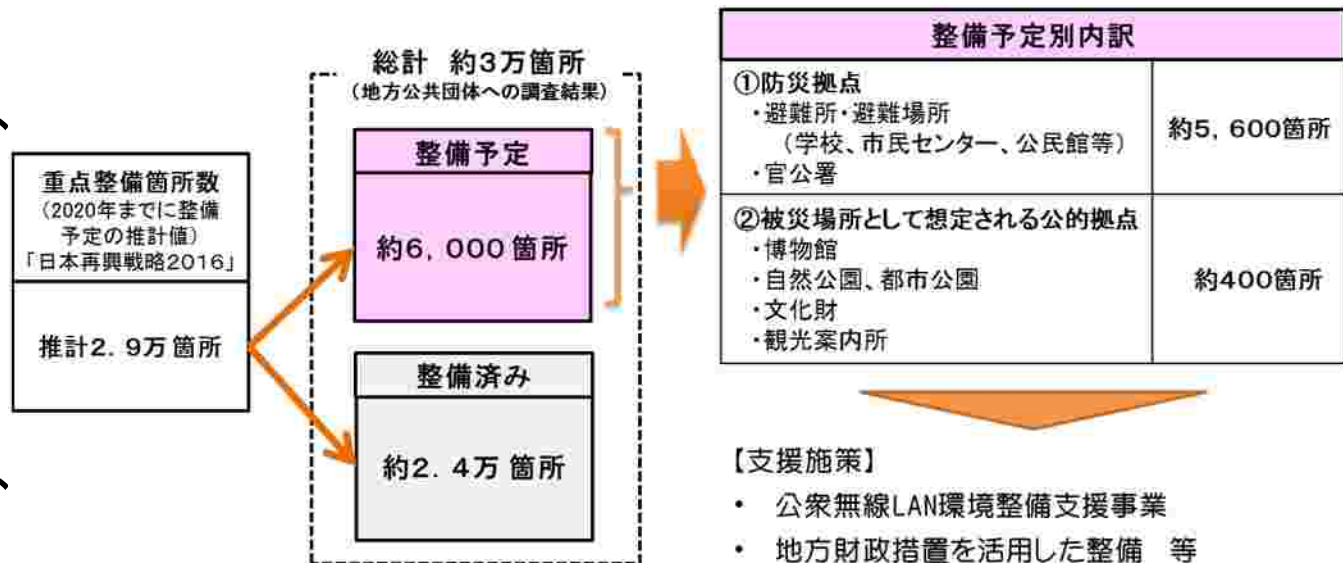 重点整備箇所数
(2020年までに整備
予定の推計値)
「日本再興戦略2016」
推計2.9万箇所
総計 約3万箇所
(地方公共団体への調査結果)
整備予定
約6,000箇所
整備済み
約2.4万箇所
整備予定別内訳
①防災拠点
・避難所・避難場所
(学校、市民センター、公民館等)
・官公署
約5,600箇所
②被災場所として想定される公的拠点
・博物館
・自然公園、都市公園
・文化財
・観光案内所
約400箇所
【支援施策】
・ 公衆無線LAN環境整備支援事業
・ 地方財政措置を活用した整備 等